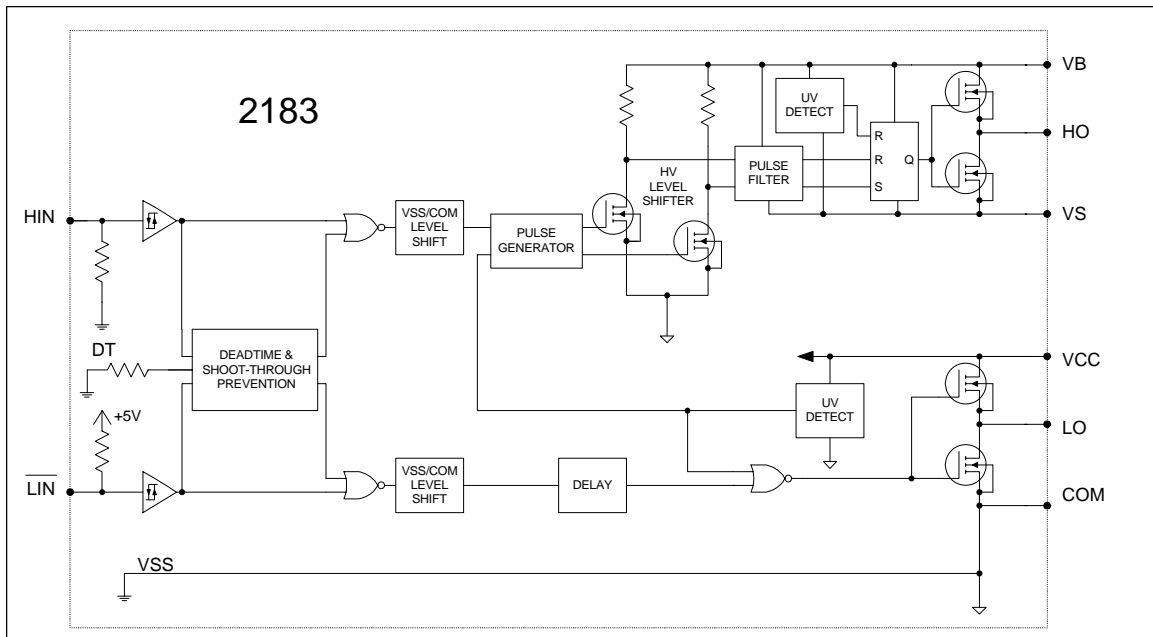 2183
VB
UV
DETECT
R
HO
R
Q
PULSE
FILTER
S
HV
LEVEL
SHIFTER
HIN
VSS/COM
LEVEL
SHIFT
PULSE
GENERATOR
VS
DT
DEADTIME &
SHOOT-THROUGH
PREVENTION
VCC
+5V
UV
DETECT
LO
LIN
VSS/COM
LEVEL
SHIFT
DELAY
COM
VSS